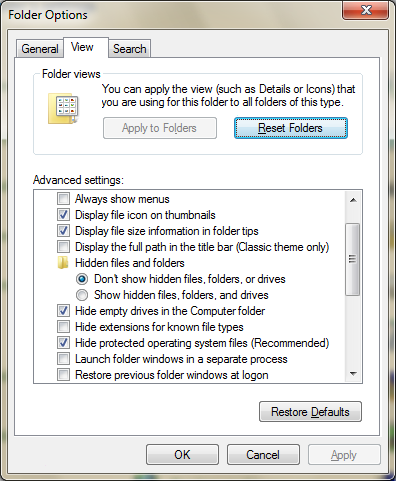 Folder Options
General View Search
Folder views
You can apply the view (such as Details or Icons) that
you are using for this folder to all folders of this type.
Apply to Folders Reset Folders
Advanced settings:
Always show menus
Display file icon on thumbnails
Display file size information in folder tips
Display the full path in the title bar (Classic theme only)
Hidden files and folders
Don't show hidden files, folders, or drives
Show hidden files, folders, and drives
Hide empty drives in the Computer folder
Hide extensions for known file types
Hide protected operating system files (Recommended)
Launch folder windows in a separate process
Restore previous folder windows at logon
Restore Defaults
OK Cancel Apply